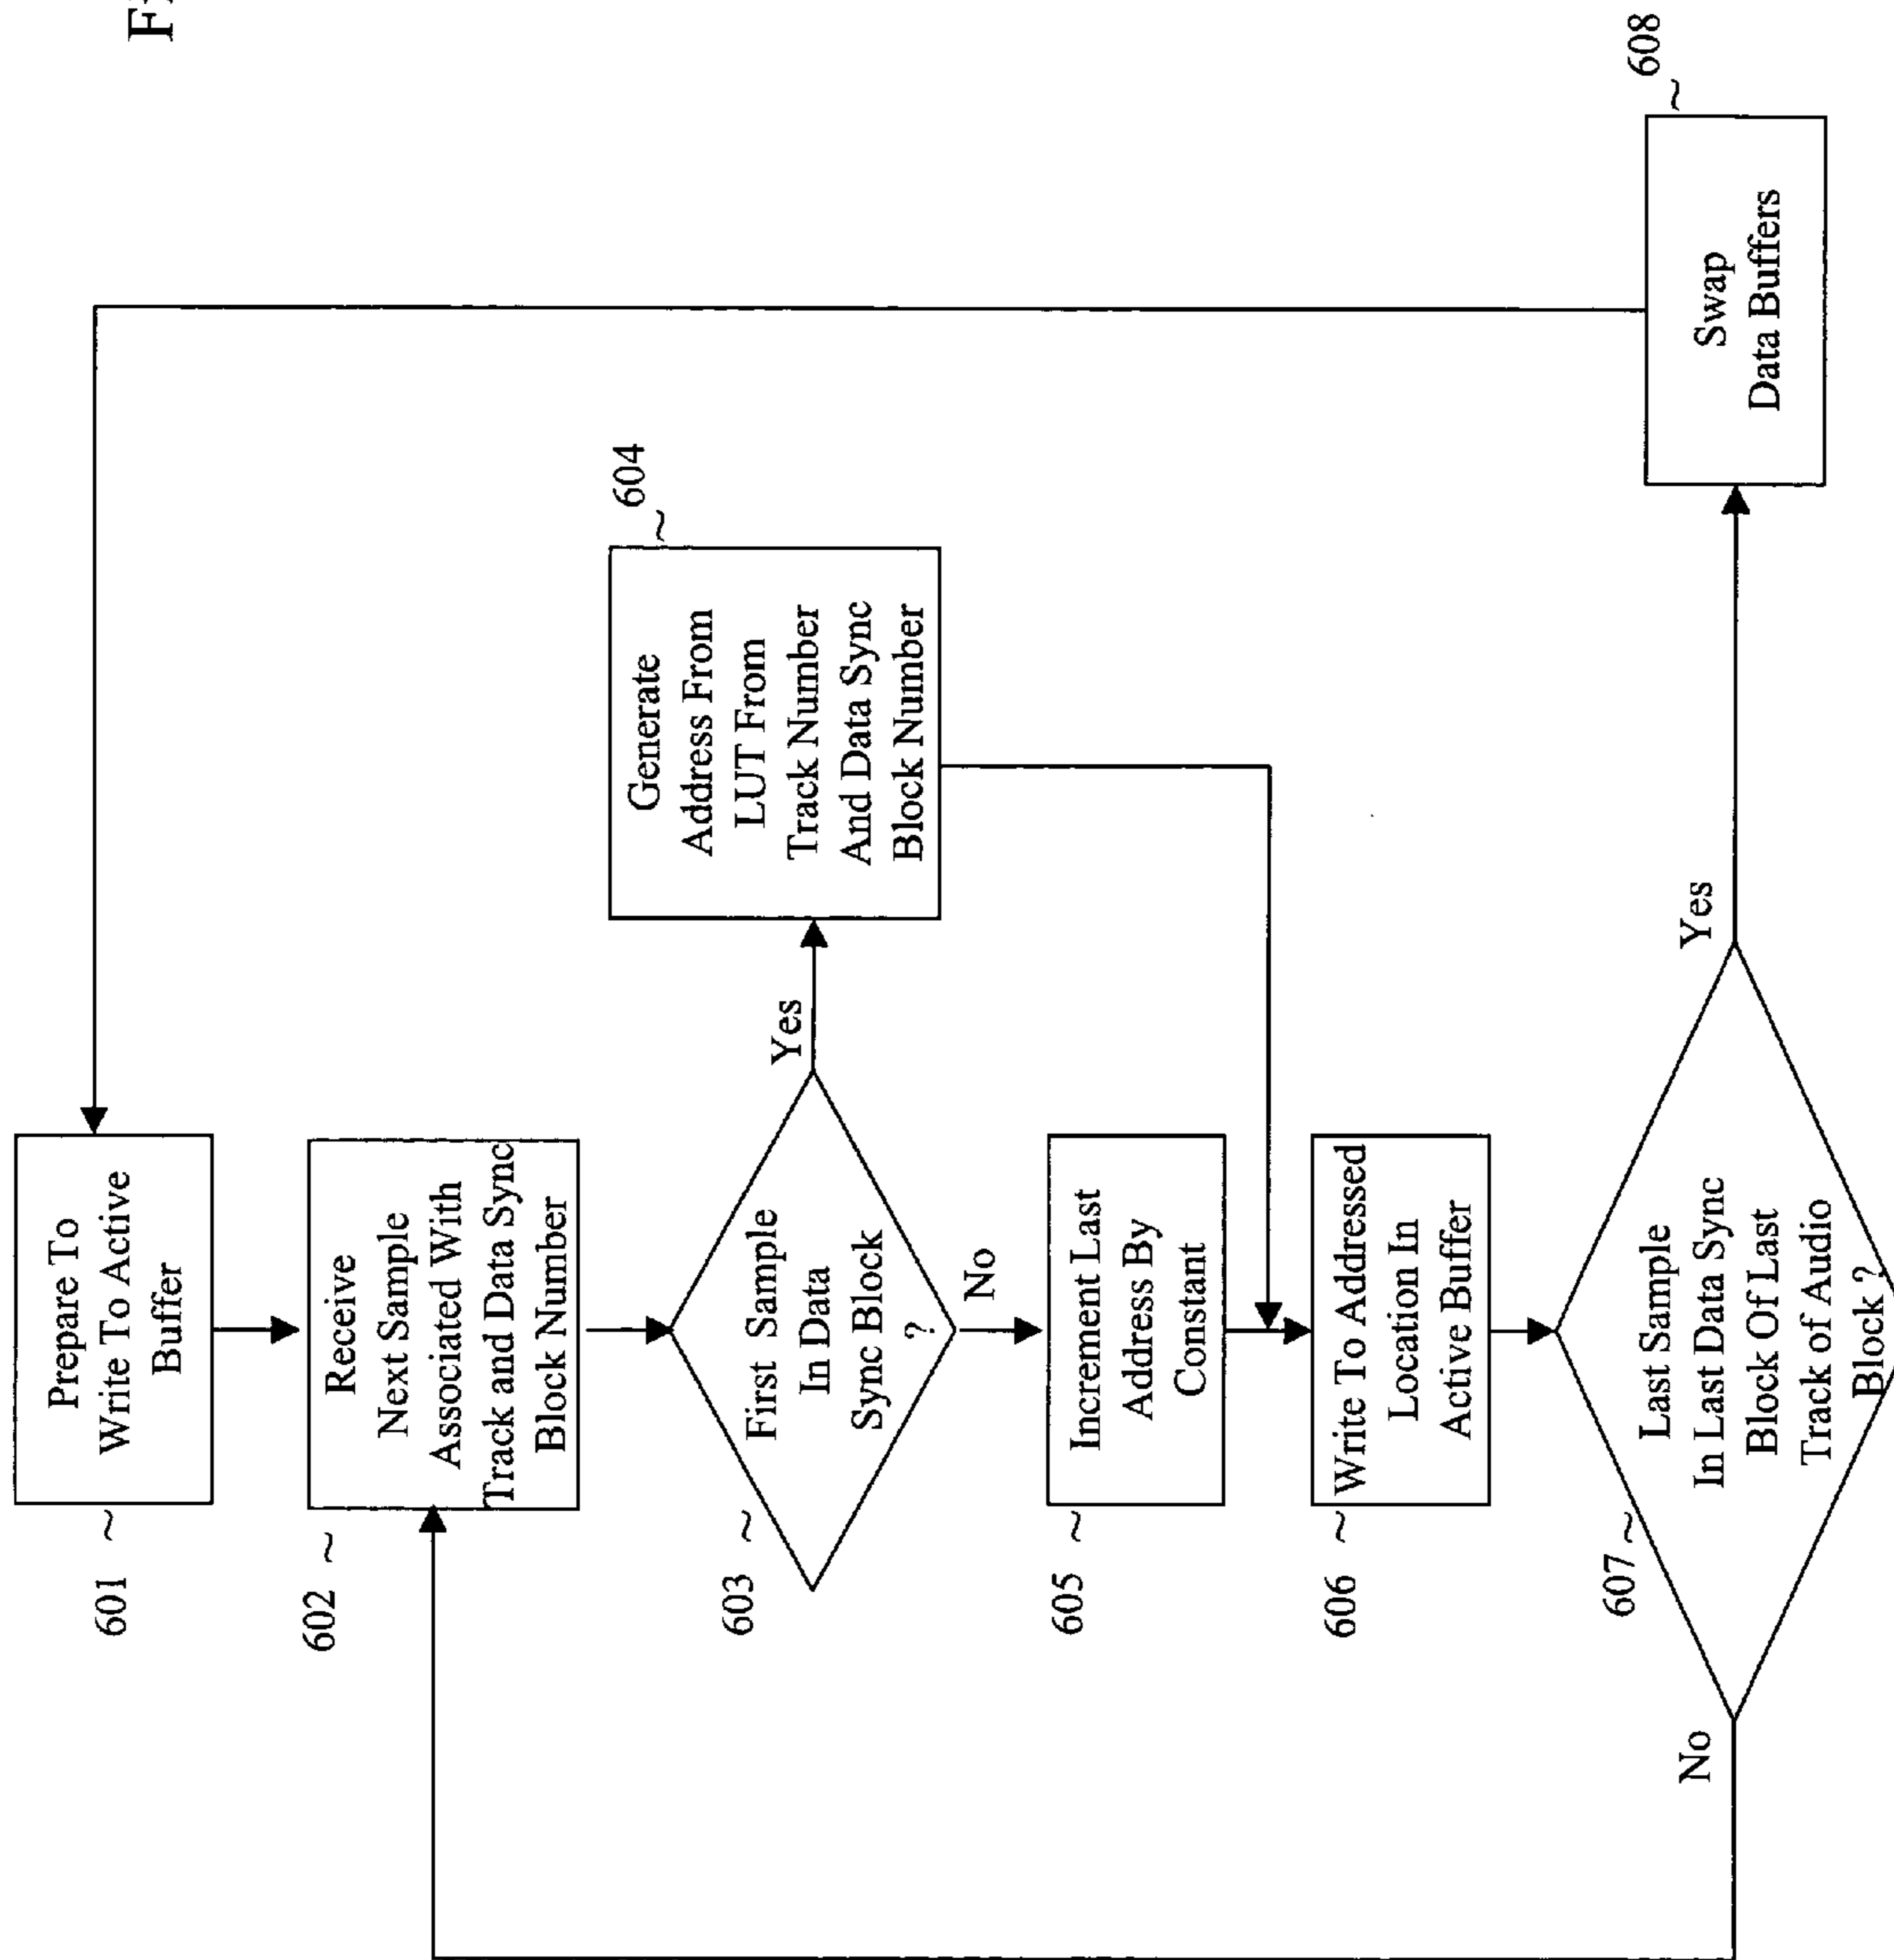 601
Prepare To
Write To Active
Buffer
602
Receive
Next Sample
Associated With
Track and Data Sync
Block Number
603
First Sample
In Data
Sync Block
?
Yes
No
604
Generate
Address From
LUT From
Track Number
And Data Sync
Block Number
605
Increment Last
Address By
Constant
606
Write To Addressed
Location In
Active Buffer
607
Last Sample
In Last Data Sync
Block Of Last
Track of Audio
Block ?
No
Yes
608
Swap
Data Buffers